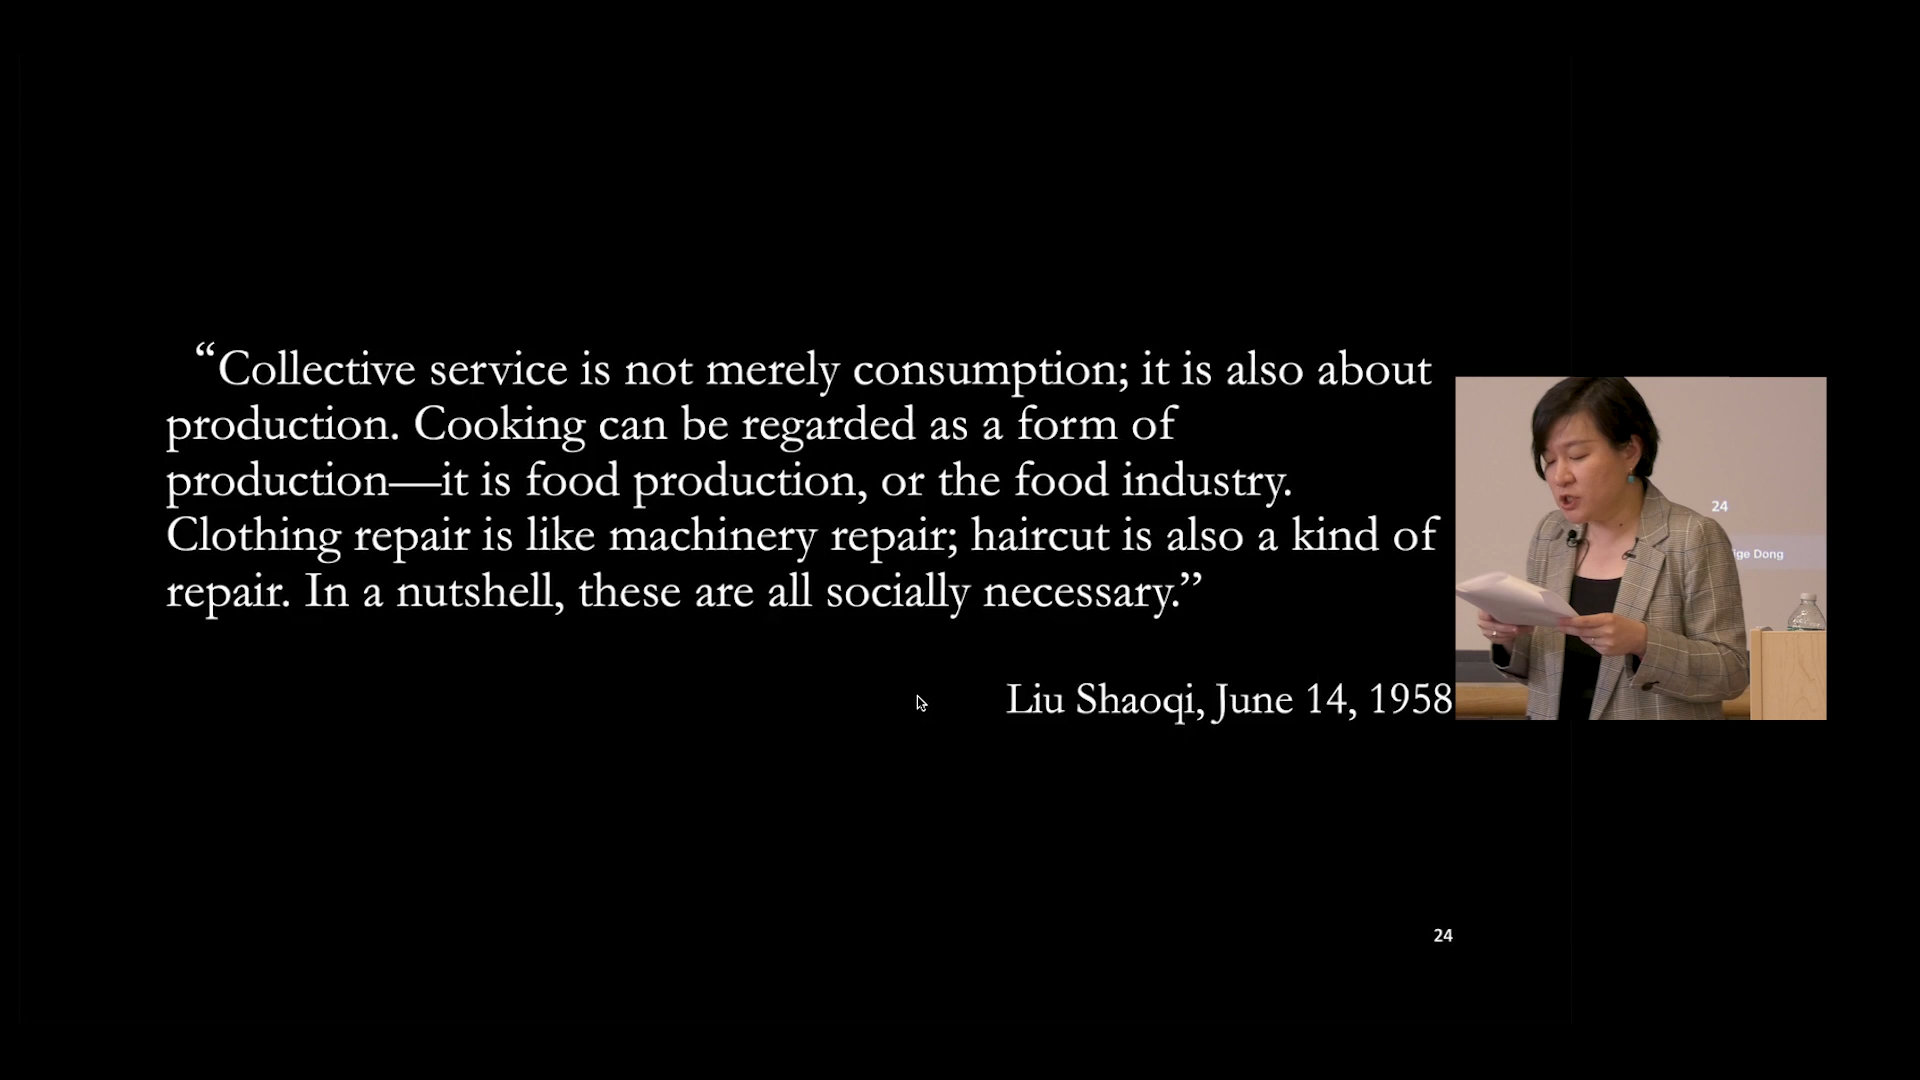 “Collective service is not merely consumption; it is also about
production. Cooking can be regarded as a form of
production—it is food production, or the food industry.
Clothing repair is like machinery repair; haircut is also a kind of
repair. In a nutshell, these are all socially necessary.”
Liu Shaoqi, June 14, 1958
24
ige Dong
24